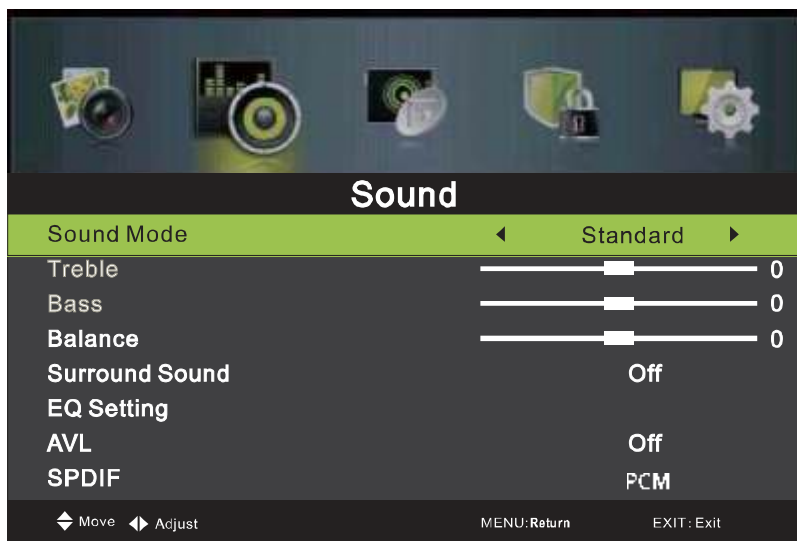 Sound
Sound Mode Standard
Treble 0
Bass 0
Balance 0
Surround Sound Off
EQ Setting
AVL Off
SPDIF PCM
Move Adjust MENU:Return EXIT:Exit